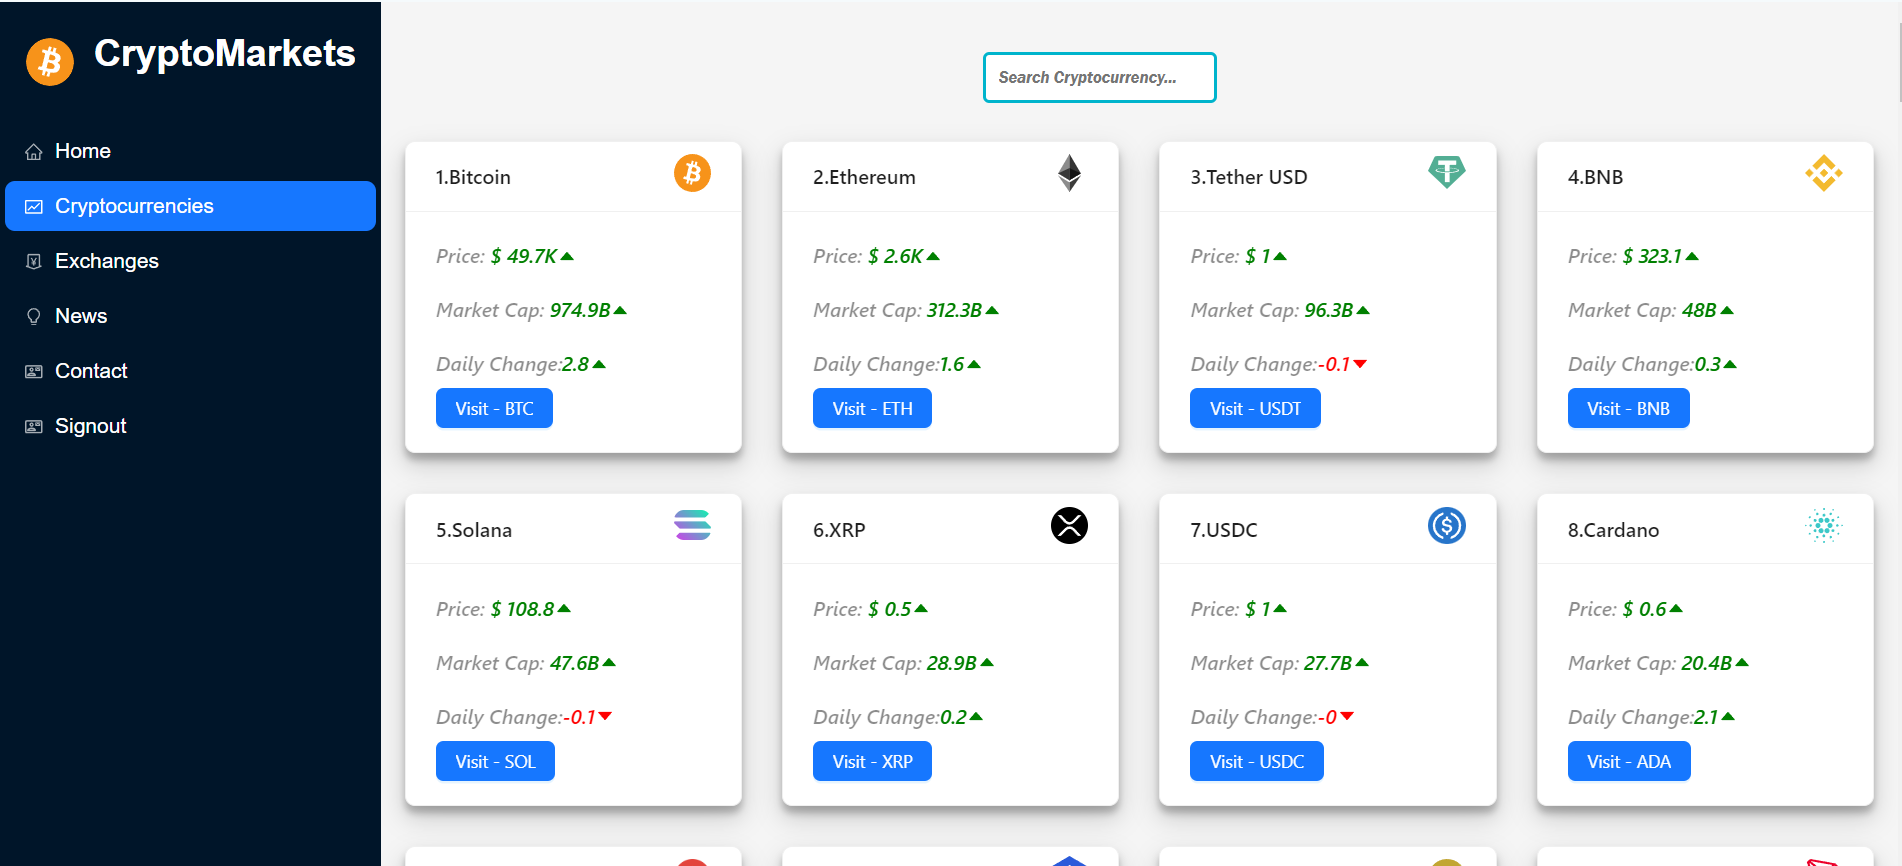 CryptoMarkets
Home
Cryptocurrencies
Exchanges
News
Contact
Signout
Search Cryptocurrency...
1.Bitcoin
Price: $ 49.7K
Market Cap: 974.9B
Daily Change:2.8
Visit - BTC
2.Ethereum
Price: $ 2.6K
Market Cap: 312.3B
Daily Change:1.6
Visit - ETH
3.Tether USD
Price: $ 1
Market Cap: 96.3B
Daily Change:-0.1
Visit - USDT
4.BNB
Price: $ 323.1
Market Cap: 48B
Daily Change:0.3
Visit - BNB
5.Solana
Price: $ 108.8
Market Cap: 47.6B
Daily Change:-0.1
Visit - SOL
6.XRP
Price: $ 0.5
Market Cap: 28.9B
Daily Change:0.2
Visit - XRP
7.USDC
Price: $ 1
Market Cap: 27.7B
Daily Change:-0
Visit - USDC
8.Cardano
Price: $ 0.6
Market Cap: 20.4B
Daily Change:2.1
Visit - ADA